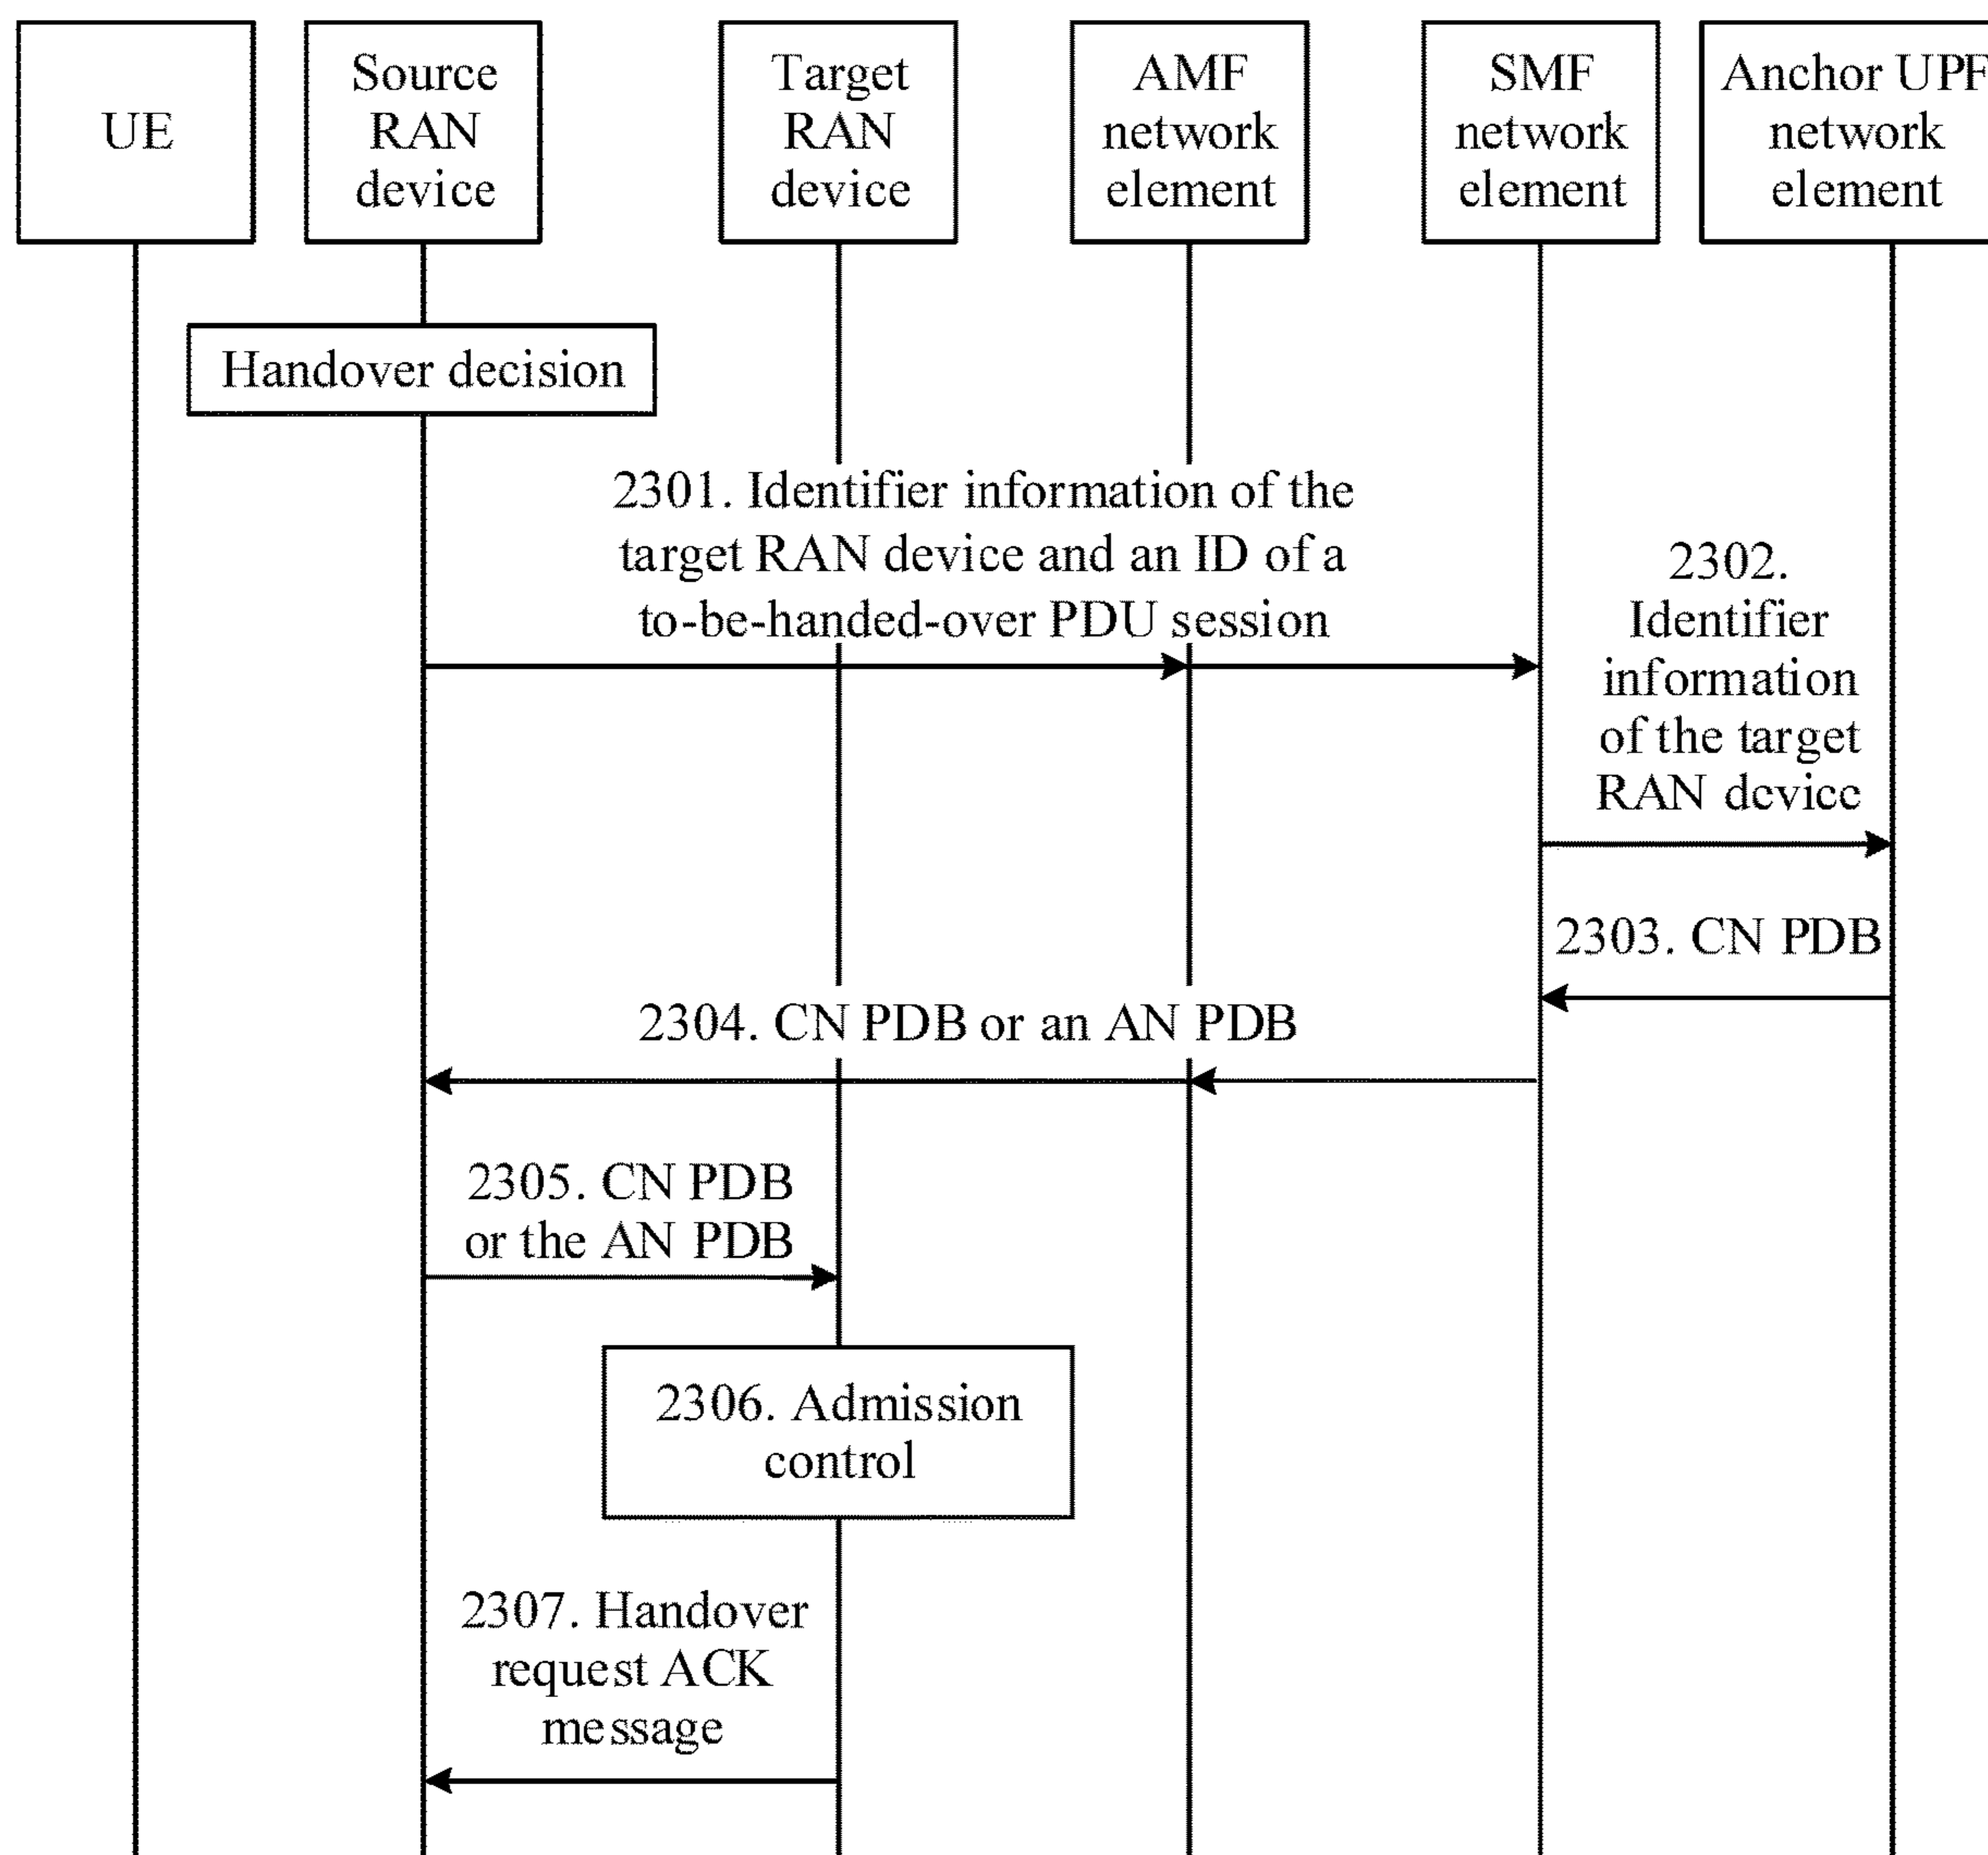 UE
Source
RAN
device
Target
RAN
device
AMF
network
element
SMF
network
element
Anchor UPF
network
element
Handover decision
2301. Identifier information of the
target RAN device and an ID of a
to-be-handed-over PDU session
2302.
Identifier
information
of the target
RAN device
2303. CN PDB
2304. CN PDB or an AN PDB
2305. CN PDB
or the AN PDB
2306. Admission
control
2307. Handover
request ACK
message